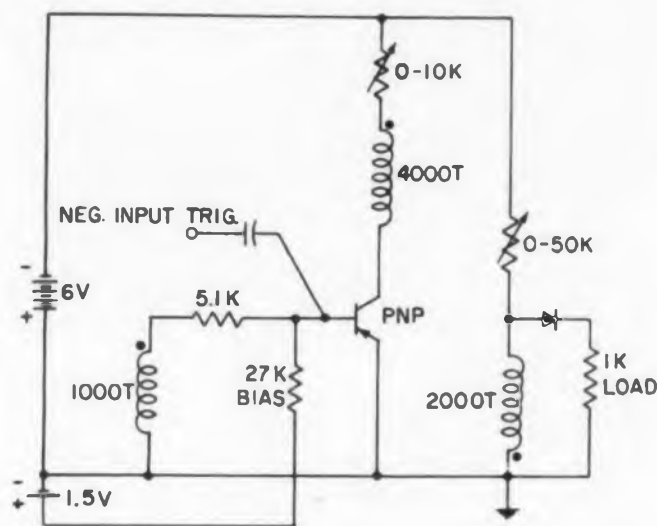 0-10K
4000T
NEG. INPUT TRIG.
0-50K
-
6V
+
5.1K
PNP
1000T
27K
BIAS
2000T
1K
LOAD
-
+
1.5V